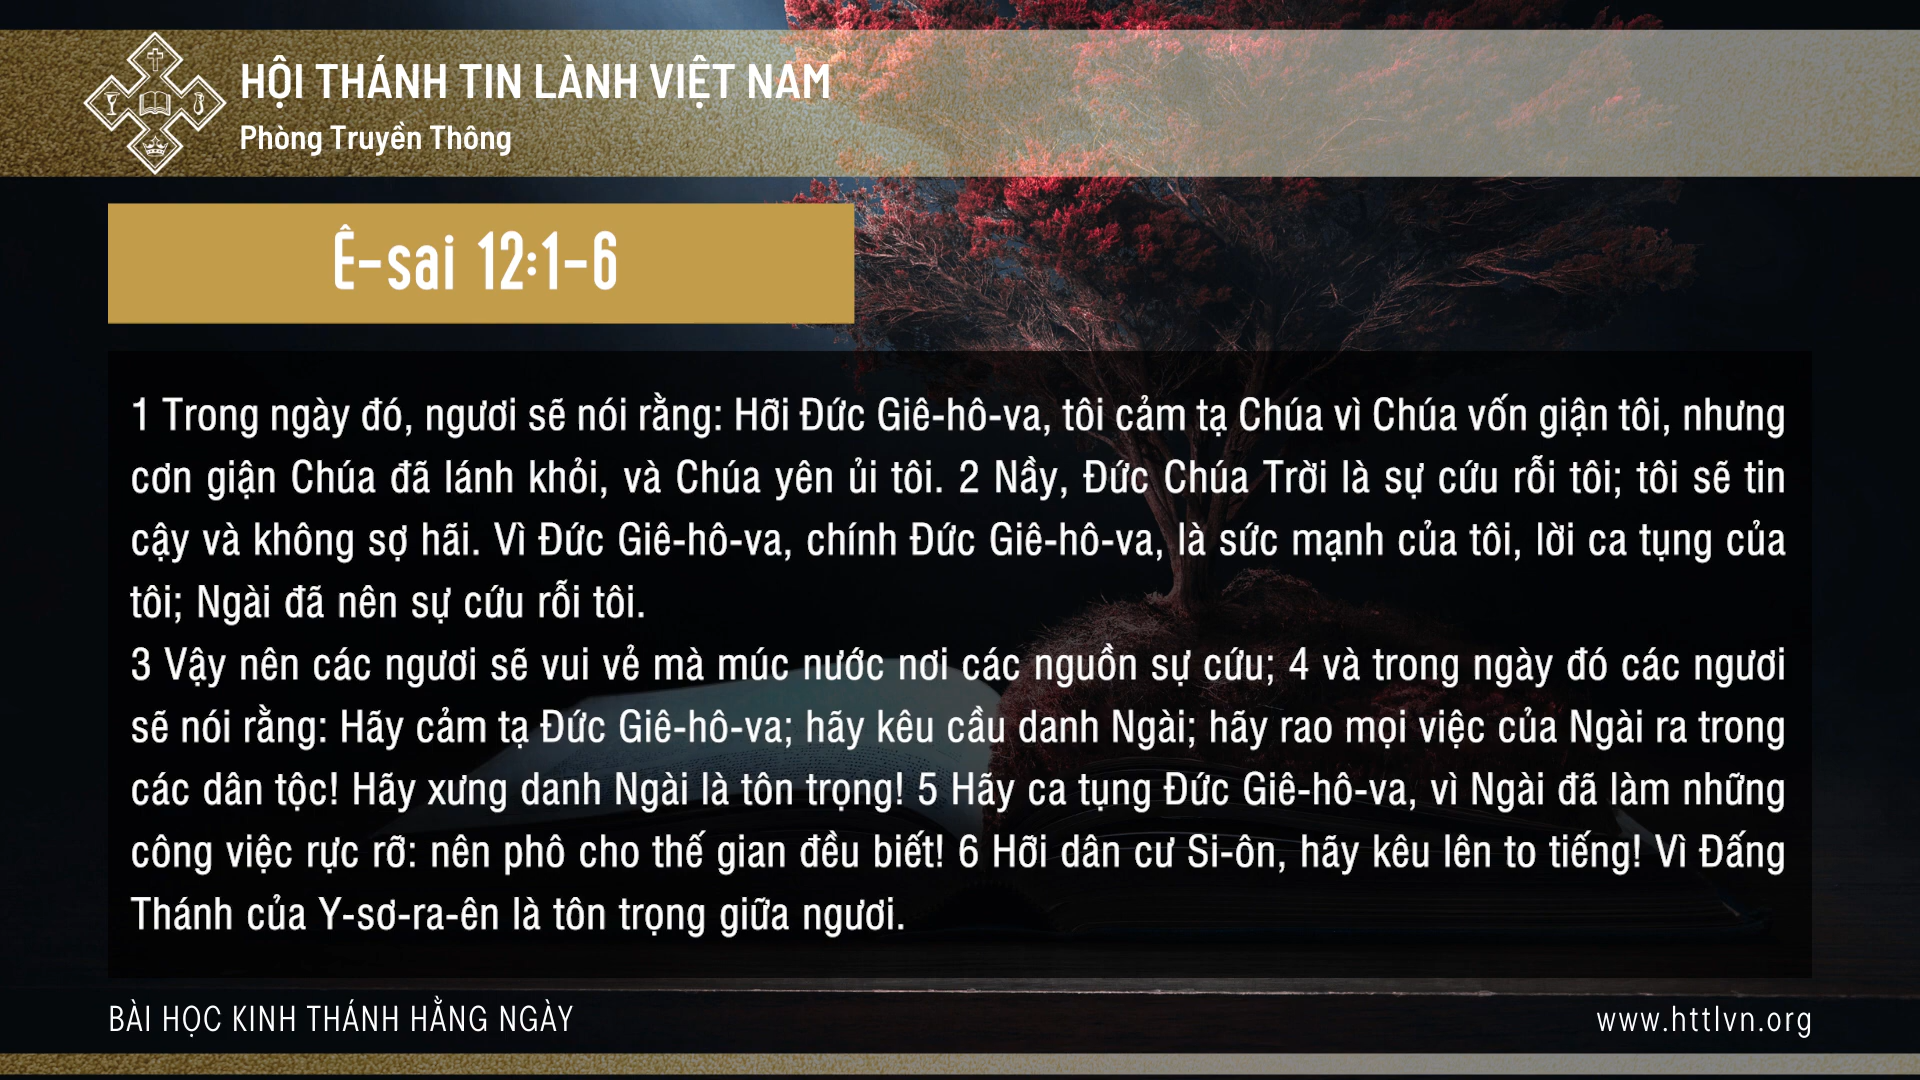 HỘI THÁNH TIN LÀNH VIỆT NAM
Phòng Truyền Thông
Ê-sai 12:1-6
1 Trong ngày đó, ngươi sẽ nói rằng: Hỡi Đức Giê-hô-va, tôi cảm tạ Chúa vì Chúa vốn giận tôi, nhưng
cơn giận Chúa đã lánh khỏi, và Chúa yên ủi tôi. 2 Nầy, Đức Chúa Trời là sự cứu rỗi tôi; tôi sẽ tin
cậy và không sợ hãi. Vì Đức Giê-hô-va, chính Đức Giê-hô-va, là sức mạnh của tôi, lời ca tụng của
tôi; Ngài đã nên sự cứu rỗi tôi.
3 Vậy nên các ngươi sẽ vui vẻ mà múc nước nơi các nguồn sự cứu; 4 và trong ngày đó các ngươi
sẽ nói rằng: Hãy cảm tạ Đức Giê-hô-va; hãy kêu cầu danh Ngài; hãy rao mọi việc của Ngài ra trong
các dân tộc! Hãy xưng danh Ngài là tôn trọng! 5 Hãy ca tụng Đức Giê-hô-va, vì Ngài đã làm những
công việc rực rỡ: nên phô cho thế gian đều biết! 6 Hỡi dân cư Si-ôn, hãy kêu lên to tiếng! Vì Đấng
Thánh của Y-sơ-ra-ên là tôn trọng giữa ngươi.
BÀI HỌC KINH THÁNH HẰNG NGÀY
www.httlvn.org